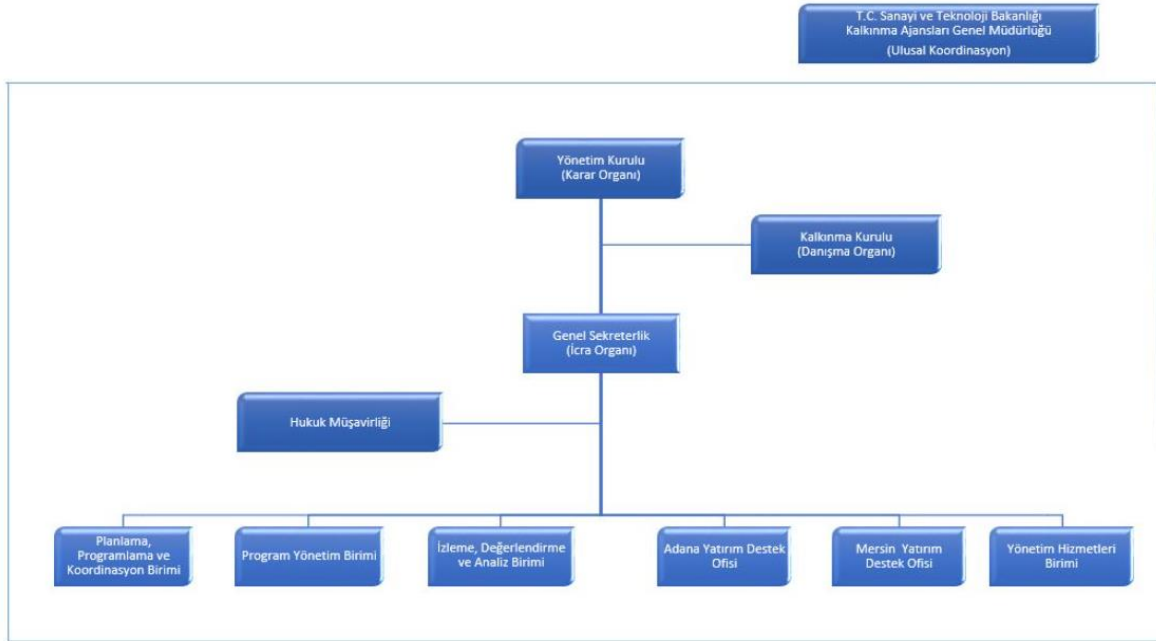 T.C. Sanayi ve Teknoloji Bakanlığı
Kalkınma Ajansları Genel Müdürlüğü
(Ulusal Koordinasyon)
Yönetim Kurulu
(Karar Organı)
Kalkınma Kurulu
(Danışma Organı)
Genel Sekreterlik
(İcra Organı)
Hukuk Müşavirliği
Planlama,
Programlama ve
Koordinasyon Birimi
Program Yönetim Birimi
İzleme, Değerlendirme
ve Analiz Birimi
Adana Yatırım Destek
Ofisi
Mersin Yatırım
Destek Ofisi
Yönetim Hizmetleri
Birimi